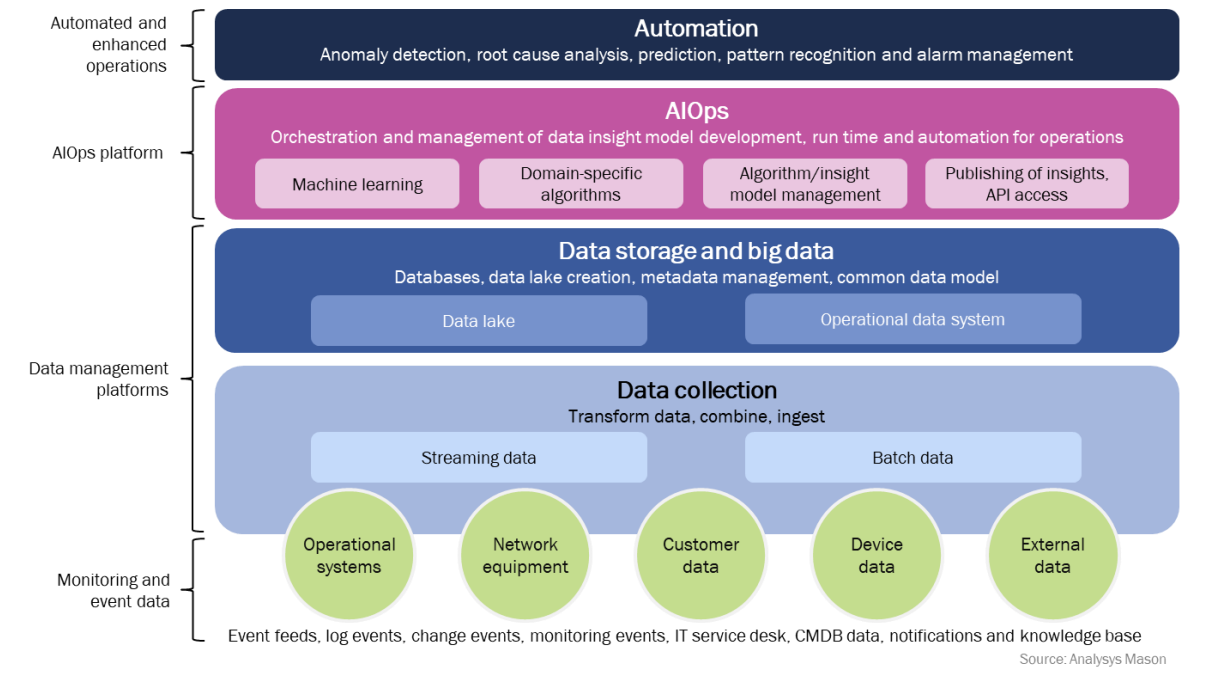 Automated and
enhanced
operations
Automation
Anomaly detection, root cause analysis, prediction, pattern recognition and alarm management
AIOps platform
AIOps
Orchestration and management of data insight model development, run time and automation for operations
Machine learning
Domain-specific
algorithms
Algorithm/insight
model management
Publishing of insights,
API access
Data management
platforms
Data storage and big data
Databases, data lake creation, metadata management, common data model
Data lake
Operational data system
Data collection
Transform data, combine, ingest
Streaming data
Batch data
Monitoring and
event data
Operational
systems
Network
equipment
Customer
data
Device
data
External
data
Event feeds, log events, change events, monitoring events, IT service desk, CMDB data, notifications and knowledge base
Source: Analysys Mason